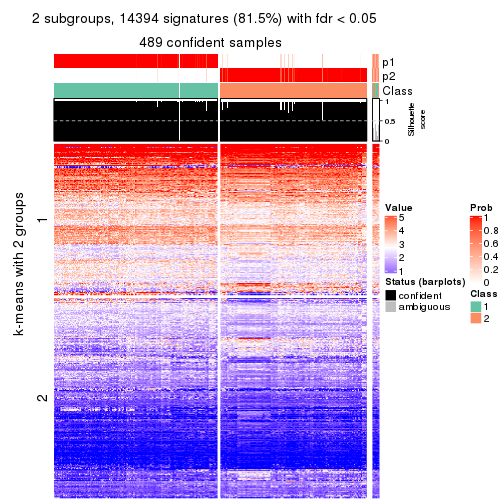 2 subgroups, 14394 signatures (81.5%) with fdr < 0.05
489 confident samples
p1
p2
Class
1
0.5
0
Silhouette
score
k-means with 2 groups
1
2
Value
5
4
3
2
1
Status (barplots)
confident
ambiguous
Prob
1
0.8
0.6
0.4
0.2
0
Class
1
2